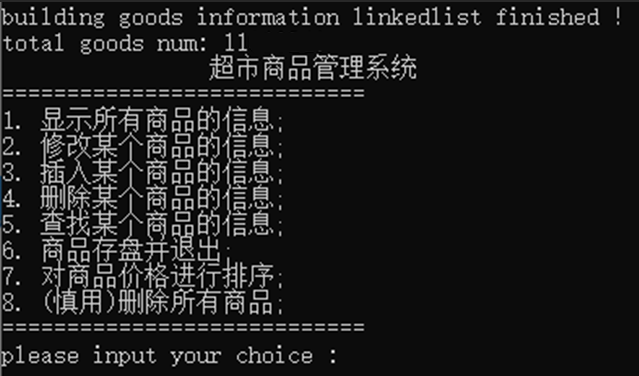 building goods information linkedlist finished !
total goods num: 11
超市商品管理系统
============================
1. 显示所有商品的信息;
2. 修改某个商品的信息;
3. 插入某个商品的信息;
4. 删除某个商品的信息;
5. 查找某个商品的信息;
6. 商品存盘并退出;
7. 对商品价格进行排序;
8. (慎用)删除所有商品;
============================
please input your choice :